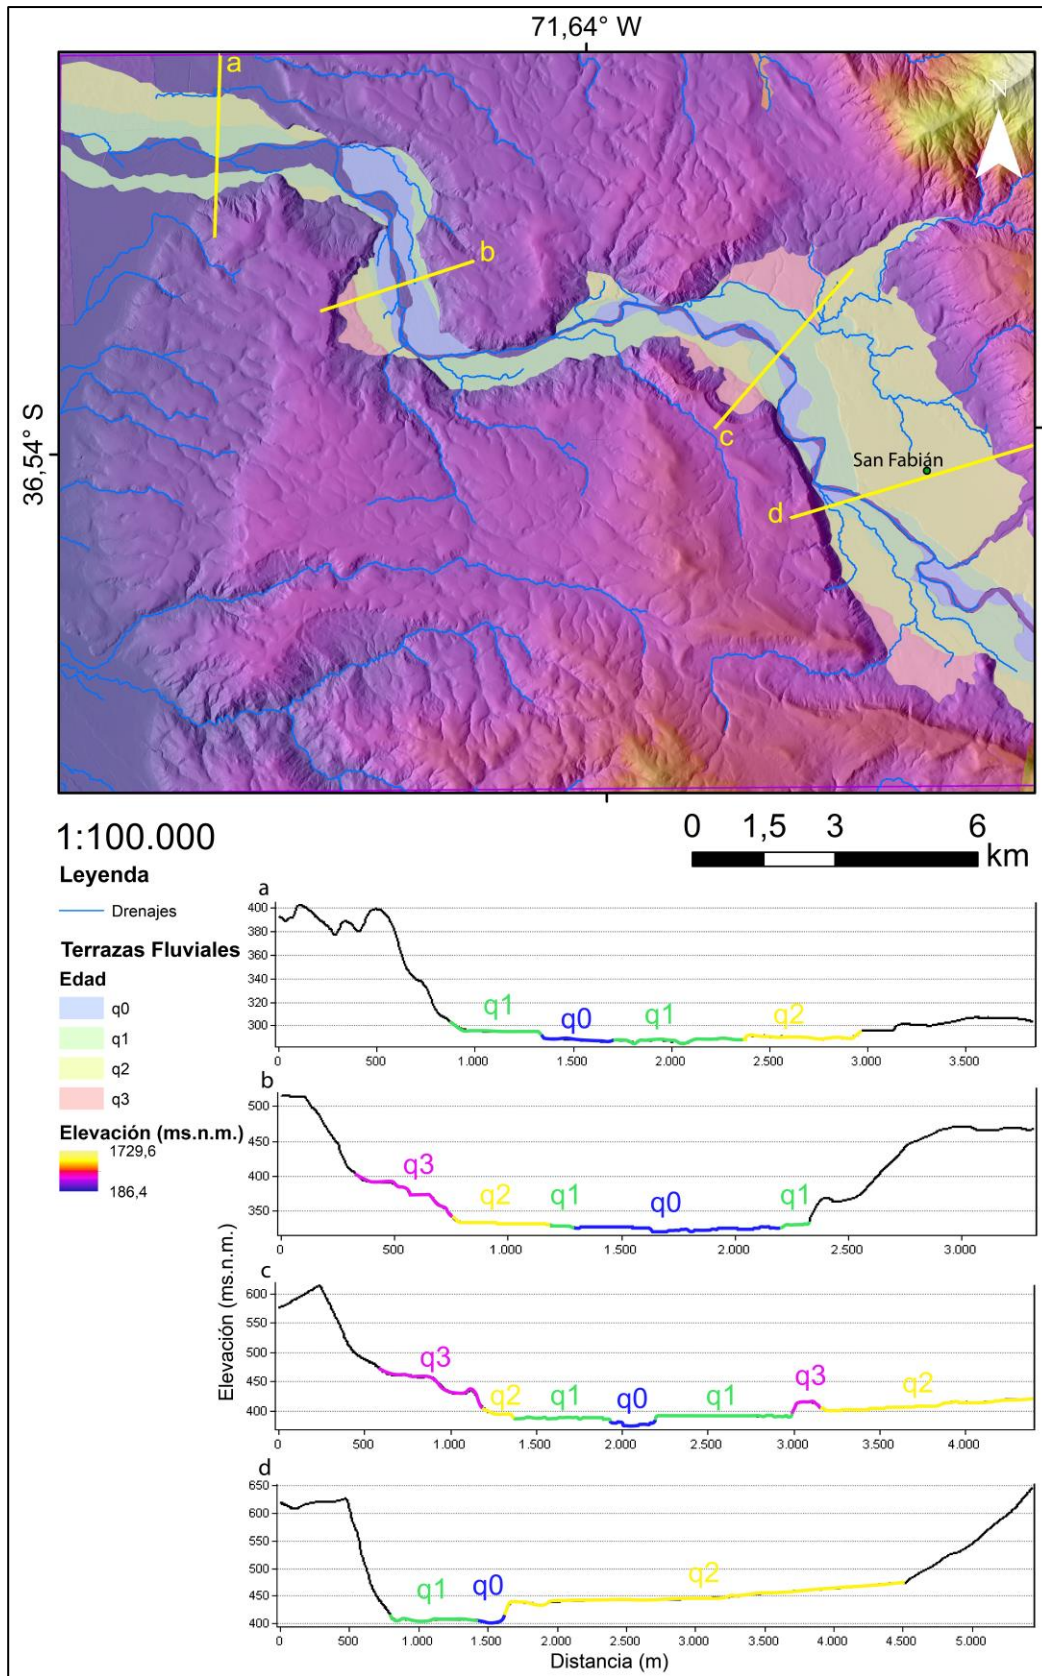 71,64° W
a
N
b
36,54° S
c
San Fabián
d
1:100.000
0 1,5 3 6
km
Leyenda
Drenajes
Terrazas Fluviales
Edad
q0
q1
q2
q3
Elevación (ms.n.m.)
1729,6
186,4
Elevación (ms.n.m.)
a
400
380
360
340
320
300
q1 q0 q1 q2
0 500 1.000 1.500 2.000 2.500 3.000 3.500
b
500
450
400
350
q3 q2 q1 q0 q1
0 500 1.000 1.500 2.000 2.500 3.000
c
600
550
500
450
400
q3 q2 q1 q0 q1 q3 q2
0 500 1.000 1.500 2.000 2.500 3.000 3.500 4.000
d
650
600
550
500
450
400
q1 q0 q2
0 500 1.000 1.500 2.000 2.500 3.000 3.500 4.000 4.500 5.000
Distancia (m)